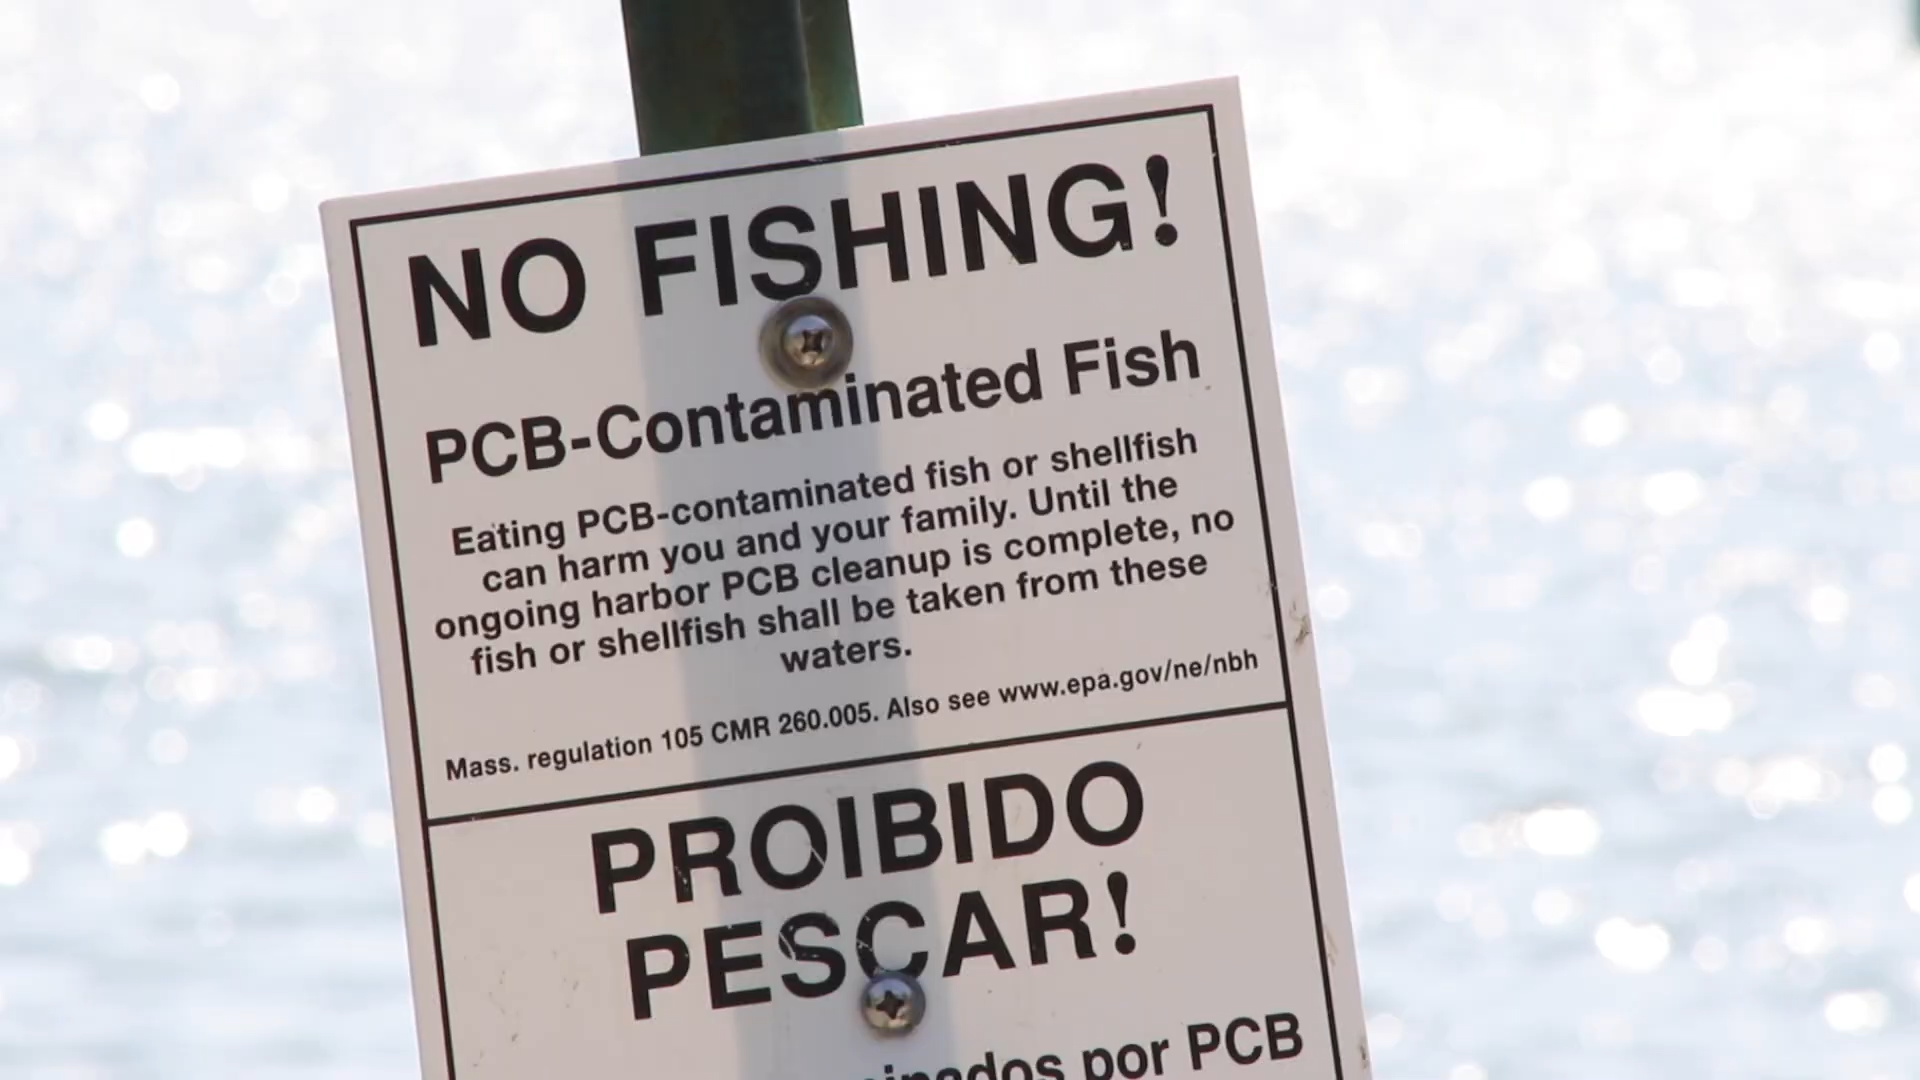 NO FISHING!
PCB-Contaminated Fish
Eating PCB-contaminated fish or shellfish
can harm you and your family. Until the
ongoing harbor PCB cleanup is complete, no
fish or shellfish shall be taken from these
waters.
Mass. regulation 105 CMR 260.005. Also see www.epa.gov/ne/nbh
PROIBIDO
PESCAR!
por PCB